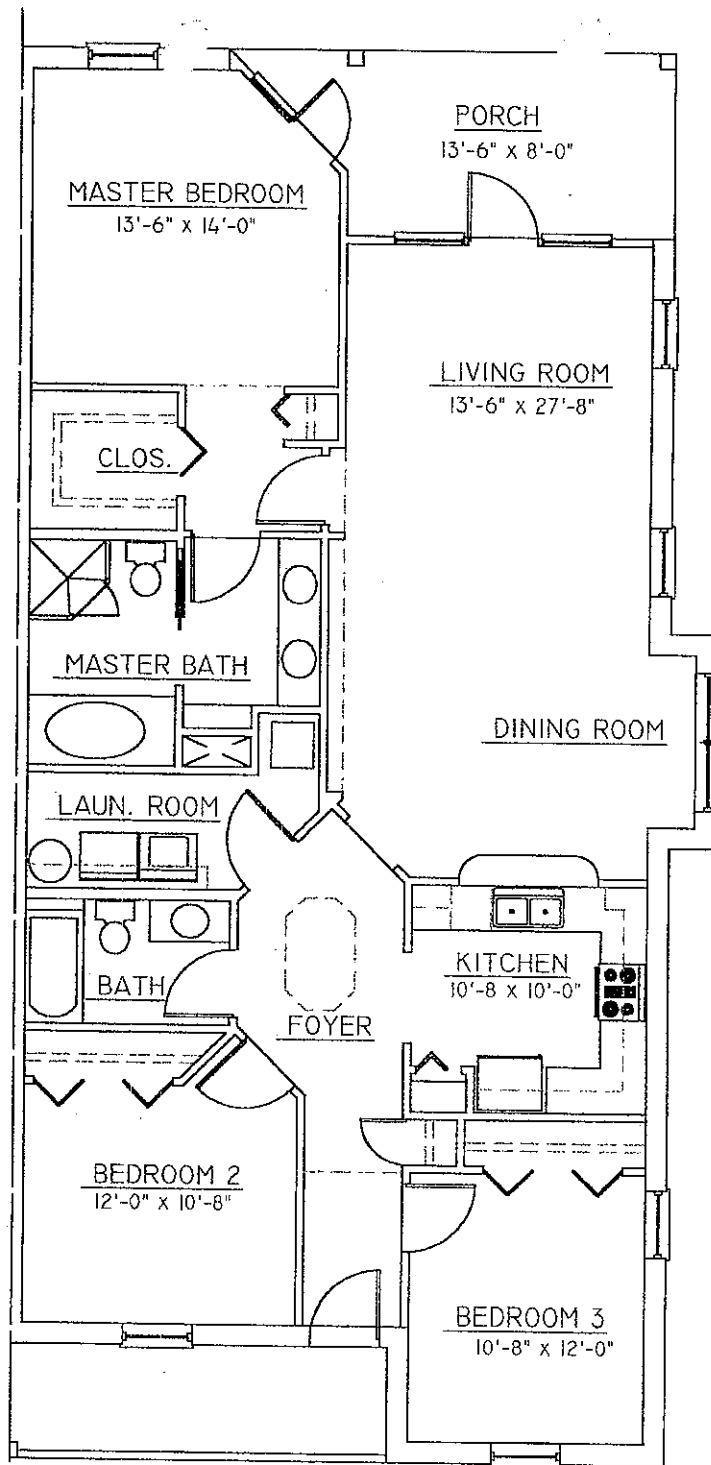 PORCH
13'-6" X 8'-0"
MASTER BEDROOM
13'-6" X 14'-0"
LIVING ROOM
13'-6" X 27'-8"
CLOS.
MASTER BATH
DINING ROOM
LAUN. ROOM
KITCHEN
10'-8 X 10'-0"
BATH
FOYER
BEDROOM 2
12'-0" X 10'-8"
BEDROOM 3
10'-8" X 12'-0"